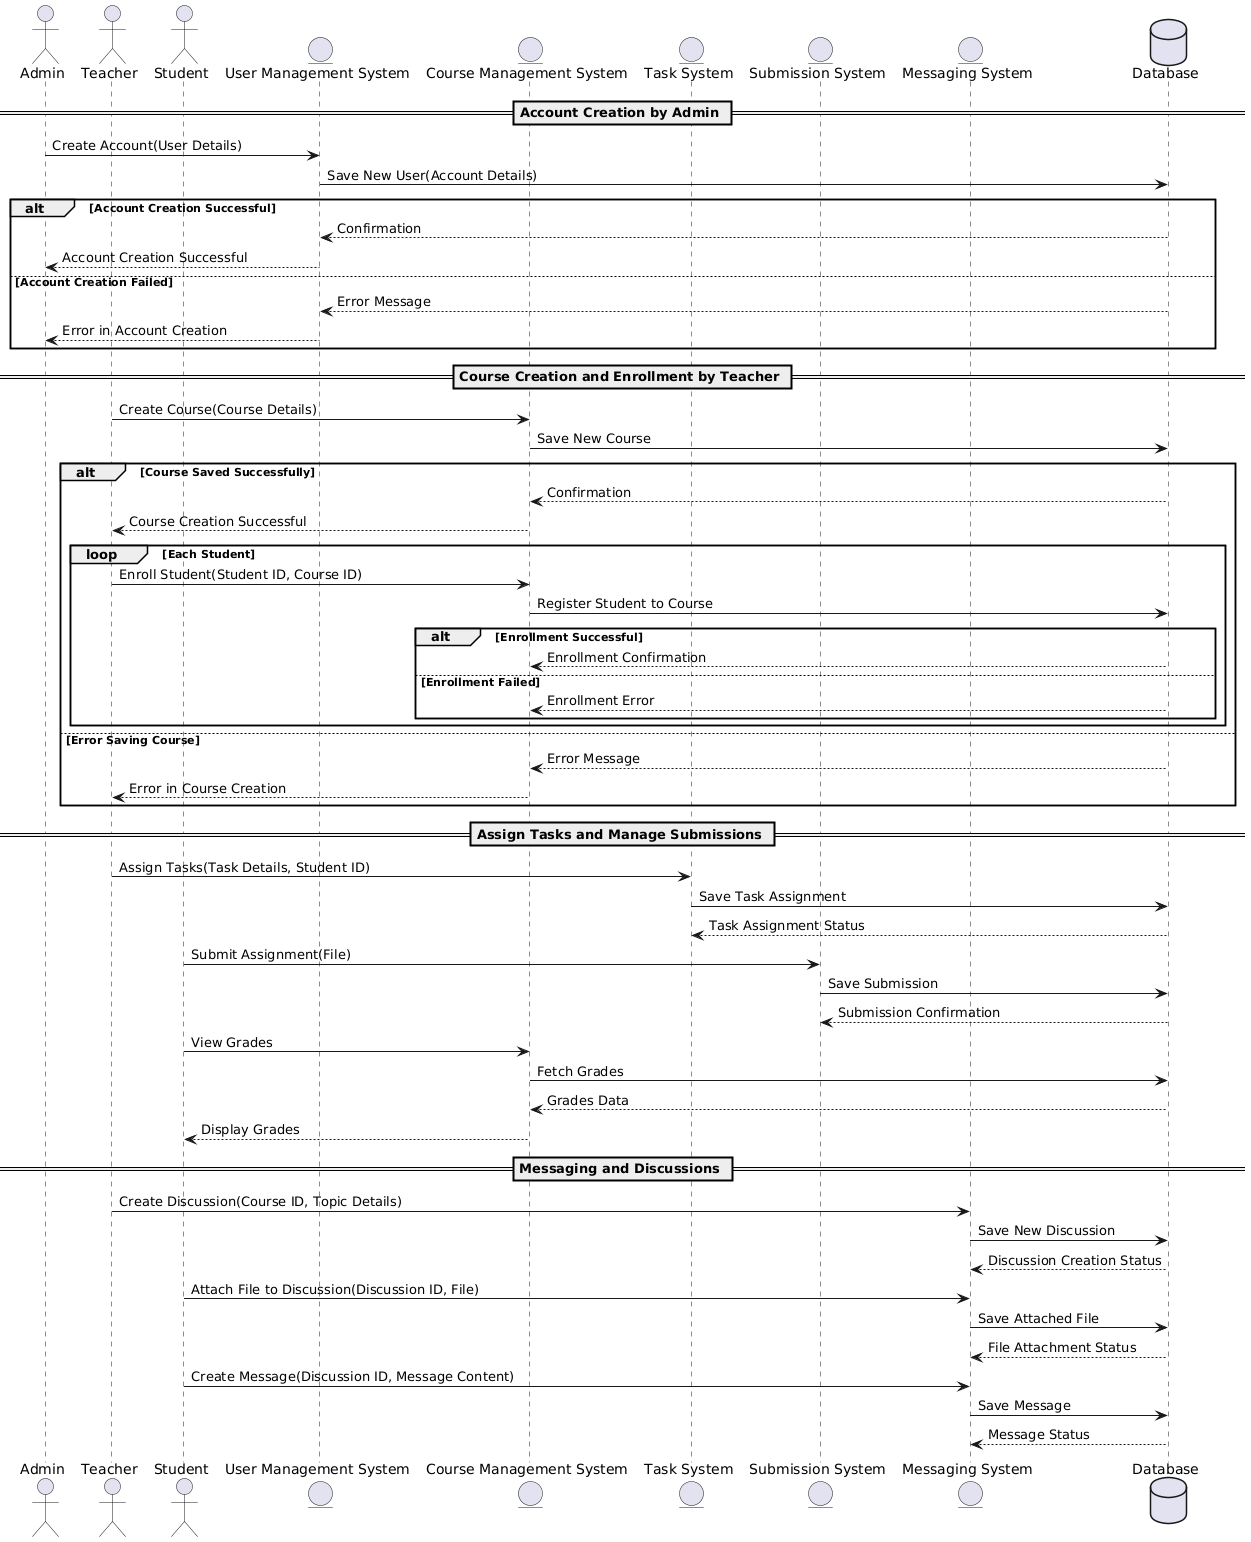 Admin Teacher Student User Management System Course Management System Task System Submission System Messaging System Database
Account Creation by Admin
Create Account(User Details)
Save New User(Account Details)
alt [Account Creation Successful]
Confirmation
Account Creation Successful
[Account Creation Failed]
Error Message
Error in Account Creation
Course Creation and Enrollment by Teacher
Create Course(Course Details)
Save New Course
alt [Course Saved Successfully]
Confirmation
Course Creation Successful
loop [Each Student]
Enroll Student(Student ID, Course ID)
Register Student to Course
alt [Enrollment Successful]
Enrollment Confirmation
[Enrollment Failed]
Enrollment Error
[Error Saving Course]
Error Message
Error in Course Creation
Assign Tasks and Manage Submissions
Assign Tasks(Task Details, Student ID)
Save Task Assignment
Task Assignment Status
Submit Assignment(File)
Save Submission
Submission Confirmation
View Grades
Fetch Grades
Grades Data
Display Grades
Messaging and Discussions
Create Discussion(Course ID, Topic Details)
Save New Discussion
Discussion Creation Status
Attach File to Discussion(Discussion ID, File)
Save Attached File
File Attachment Status
Create Message(Discussion ID, Message Content)
Save Message
Message Status
Admin Teacher Student User Management System Course Management System Task System Submission System Messaging System Database